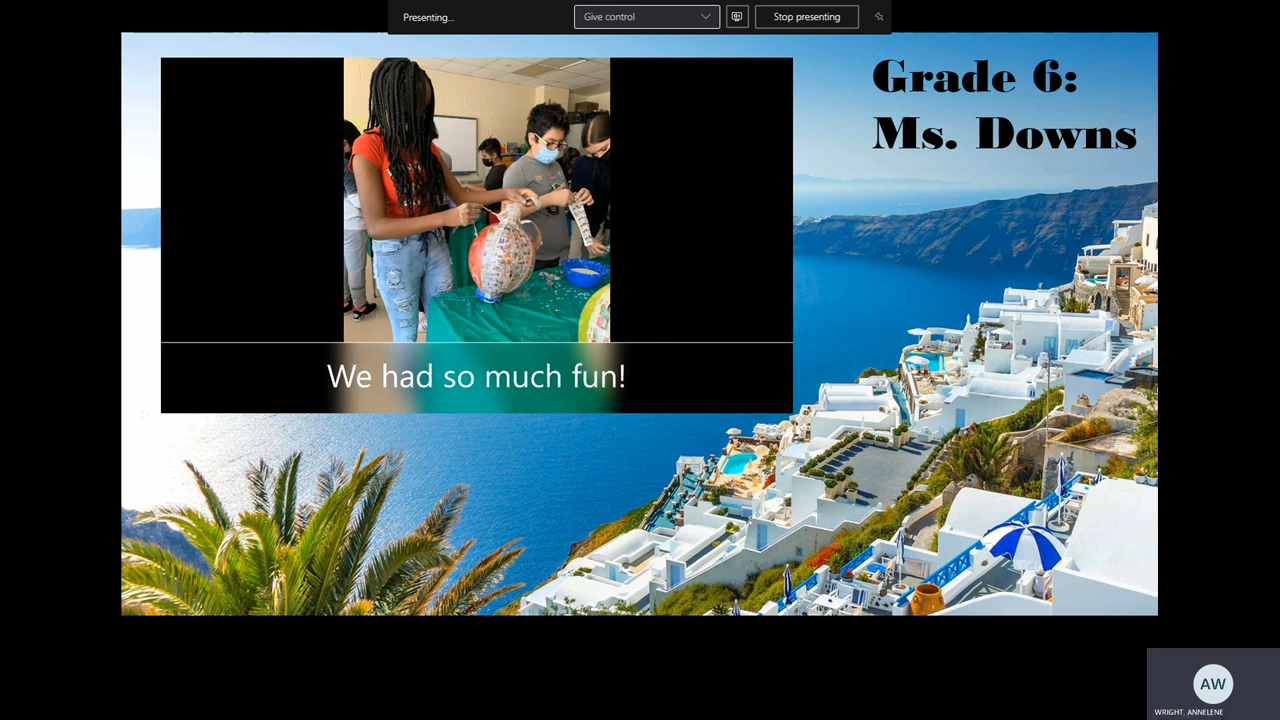 Presenting...
Give control
Stop presenting
Grade 6:
Ms. Downs
We had so much fun!
AW
WRIGHT, ANNELENE